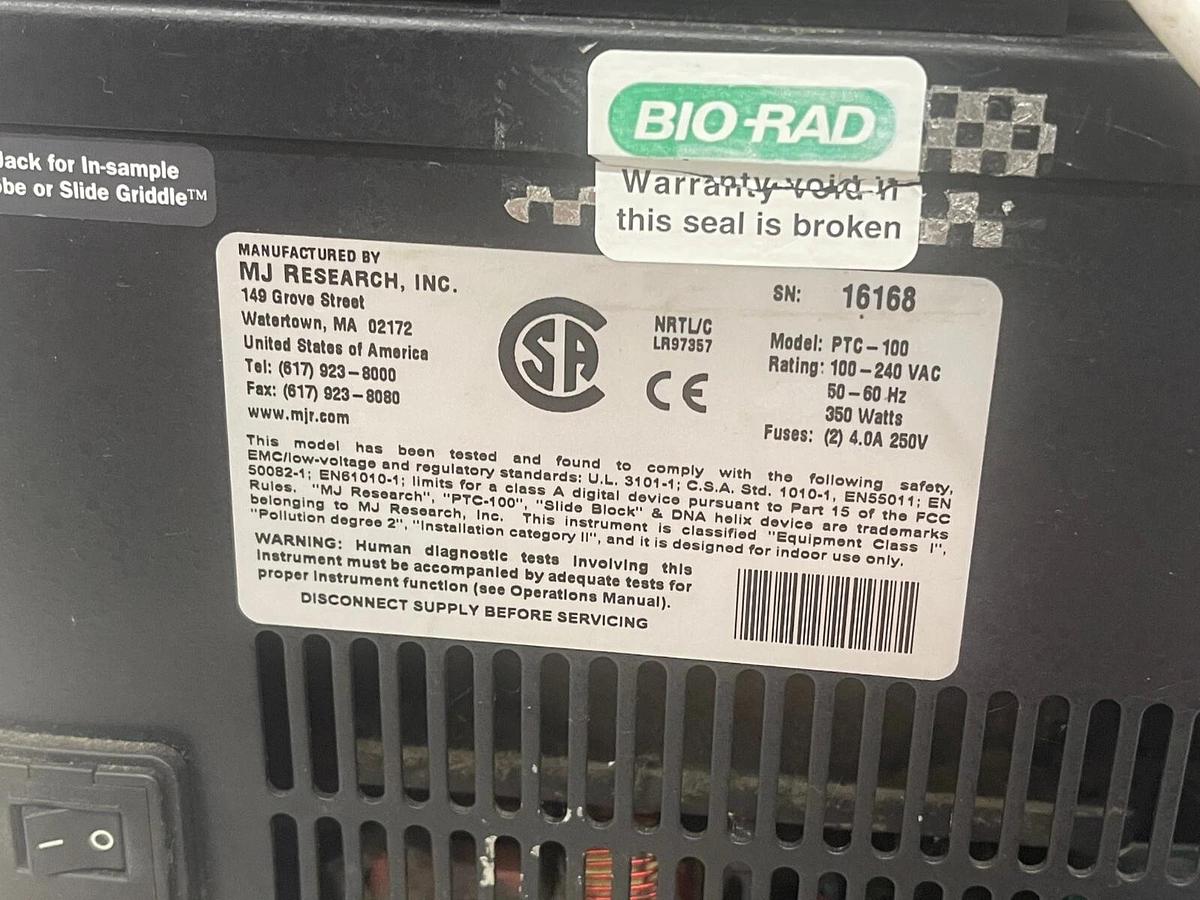 BIO-RAD
Warranty void if
this seal is broken
Jack for In-sample
or Slide Griddle™
MANUFACTURED BY
MJ RESEARCH, INC.
149 Grove Street
Watertown, MA 02172
United States of America
Tel: (617) 923-8000
Fax: (617) 923-8080
www.mjr.com
SA
NRTL/C
LR97357
CE
SN: 16168
Model: PTC-100
Rating: 100-240 VAC
50-60 Hz
350 Watts
Fuses: (2) 4.0A 250V
This model has been tested and found to comply with the following safety,
EMC/low-voltage and regulatory standards: U.L. 3101-1; C.S.A. Std. 1010-1, EN55011; EN
50082-1; EN61010-1; limits for a class A digital device pursuant to Part 15 of the FCC
Rules. "MJ Research", "PTC-100", "Slide Block" & DNA helix device are trademarks
belonging to MJ Research, Inc. This instrument is classified "Equipment Class I",
"Pollution degree 2", "Installation category II", and it is designed for indoor use only.
WARNING: Human diagnostic tests involving this
instrument must be accompanied by adequate tests for
proper instrument function (see Operations Manual).
DISCONNECT SUPPLY BEFORE SERVICING